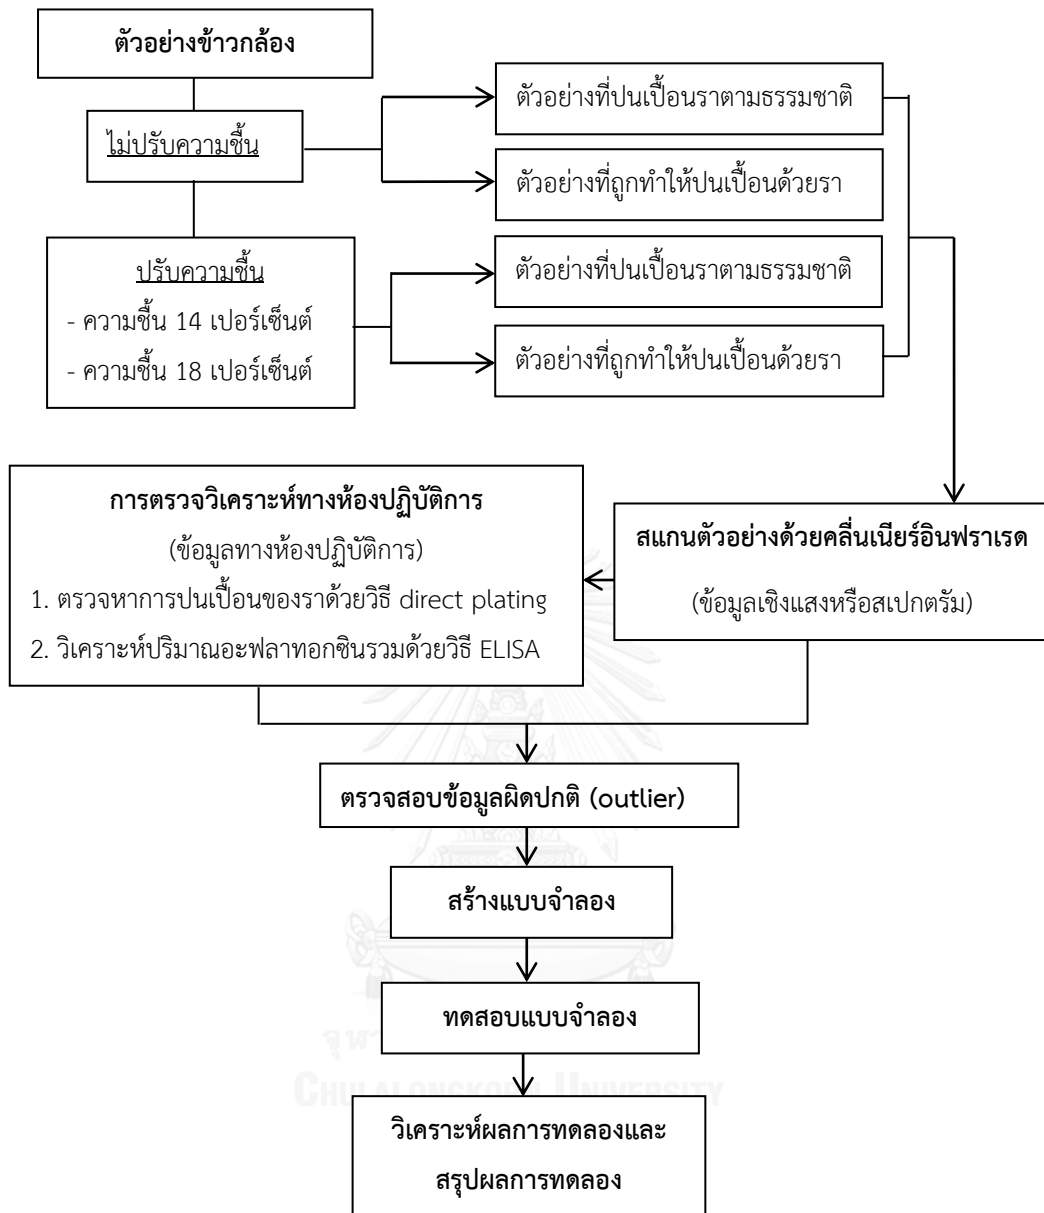 ตัวอย่างข้าวกล้อง
ไม่ปรับความชื้น
ตัวอย่างที่ปนเปื้อนราตามธรรมชาติ
ตัวอย่างที่ถูกทำให้ปนเปื้อนด้วยรา
ปรับความชื้น
- ความชื้น 14 เปอร์เซ็นต์
- ความชื้น 18 เปอร์เซ็นต์
ตัวอย่างที่ปนเปื้อนราตามธรรมชาติ
ตัวอย่างที่ถูกทำให้ปนเปื้อนด้วยรา
สแกนตัวอย่างด้วยคลื่นเนียร์อินฟราเรด
(ข้อมูลเชิงแสงหรือสเปกตรัม)
การตรวจวิเคราะห์ทางห้องปฏิบัติการ
(ข้อมูลทางห้องปฏิบัติการ)
1. ตรวจหาการปนเปื้อนของราด้วยวิธี direct plating
2. วิเคราะห์ปริมาณอะฟลาทอกซินรวมด้วยวิธี ELISA
ตรวจสอบข้อมูลผิดปกติ (outlier)
สร้างแบบจำลอง
ทดสอบแบบจำลอง
CHULALONGKORN UNIVERSITY
วิเคราะห์ผลการทดลองและ
สรุปผลการทดลอง